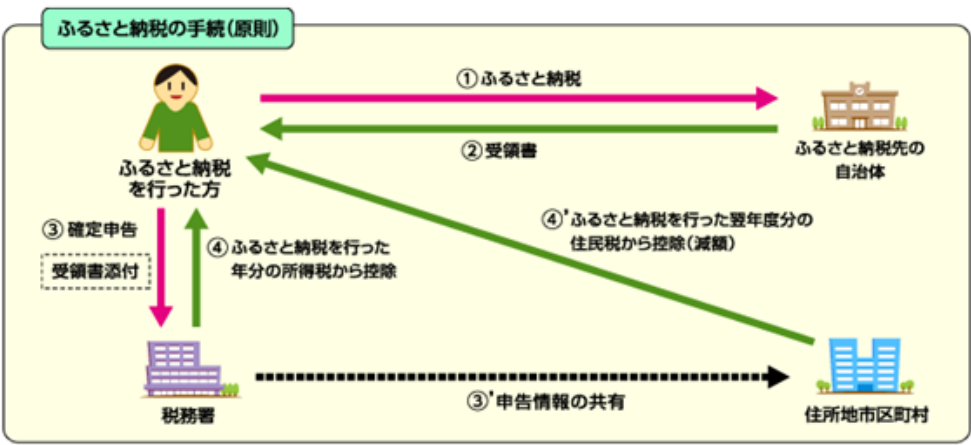 ふるさと納税の手続(原則)
①ふるさと納税
②受領書
ふるさと納税
を行った方
ふるさと納税先の
自治体
③確定申告
受領書添付
④ふるさと納税を行った
年分の所得税から控除
④'ふるさと納税を行った翌年度分の
住民税から控除(減額)
税務署
③'申告情報の共有
住所地市区町村